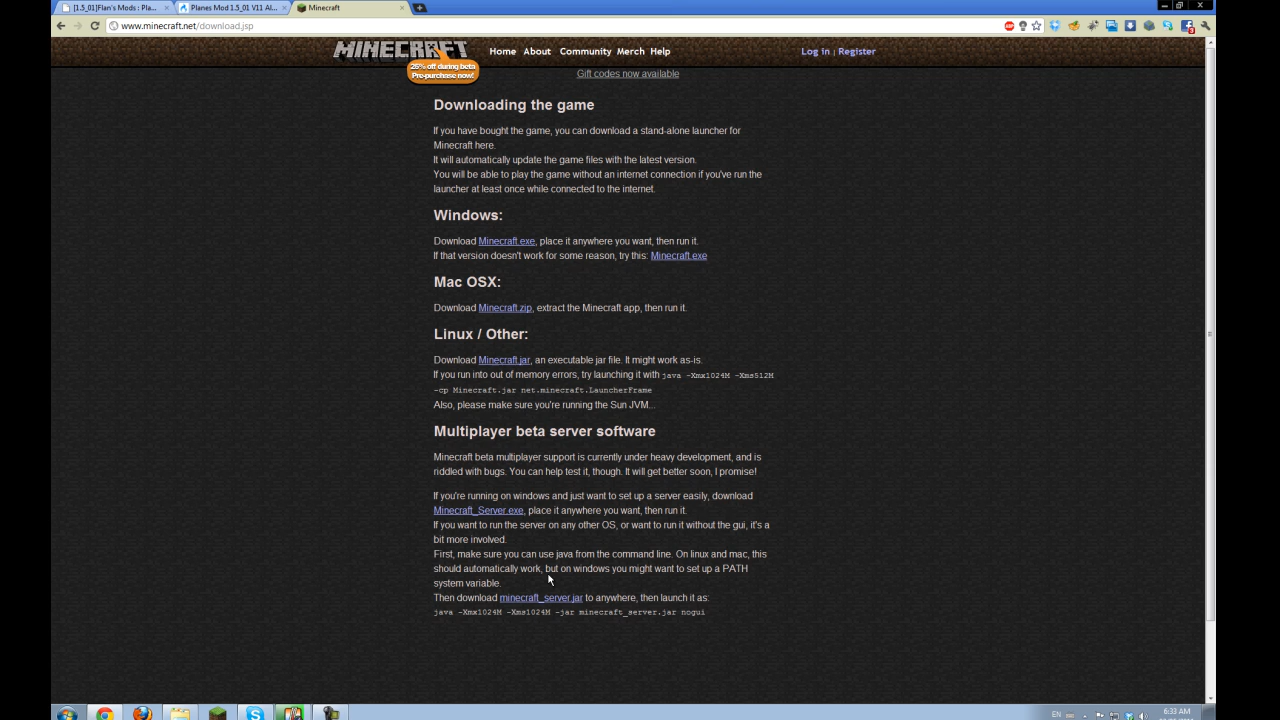 [1.5_01]Flan's Mods : Pla...
Planes Mod 1.5_01 V11 Al...
Minecraft
www.minecraft.net/download.jsp
MINECRAFT
Home About Community Merch Help
Log in | Register
26% off during beta
Pre-purchase now!
Gift codes now available
Downloading the game
If you have bought the game, you can download a stand-alone launcher for
Minecraft here.
It will automatically update the game files with the latest version.
You will be able to play the game without an internet connection if you've run the
launcher at least once while connected to the internet.
Windows:
Download Minecraft.exe, place it anywhere you want, then run it.
If that version doesn't work for some reason, try this: Minecraft.exe
Mac OSX:
Download Minecraft.zip, extract the Minecraft app, then run it.
Linux / Other:
Download Minecraft.jar, an executable jar file. It might work as-is.
If you run into out of memory errors, try launching it with java -Xmx1024M -Xms512M
-cp Minecraft.jar net.minecraft.LauncherFrame
Also, please make sure you're running the Sun JVM...
Multiplayer beta server software
Minecraft beta multiplayer support is currently under heavy development, and is
riddled with bugs. You can help test it, though. It will get better soon, I promise!
If you're running on windows and just want to set up a server easily, download
Minecraft_Server.exe, place it anywhere you want, then run it.
If you want to run the server on any other OS, or want to run it without the gui, it's a
bit more involved.
First, make sure you can use java from the command line. On linux and mac, this
should automatically work, but on windows you might want to set up a PATH
system variable.
Then download minecraft_server.jar to anywhere, then launch it as:
java -Xmx1024M -Xms1024M -jar minecraft_server.jar nogui
EN
6:33 AM